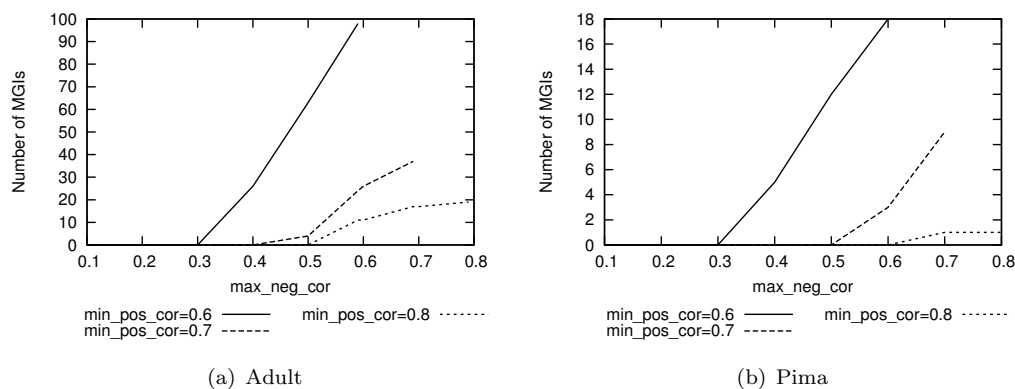 100
90
80
70
60
50
40
30
20
10
0
Number of MGIs
0.1 0.2 0.3 0.4 0.5 0.6 0.7 0.8
max_neg_cor
min_pos_cor=0.6
min_pos_cor=0.7
min_pos_cor=0.8
(a) Adult
18
16
14
12
10
8
6
4
2
0
Number of MGIs
0.1 0.2 0.3 0.4 0.5 0.6 0.7 0.8
max_neg_cor
min_pos_cor=0.6
min_pos_cor=0.7
min_pos_cor=0.8
(b) Pima